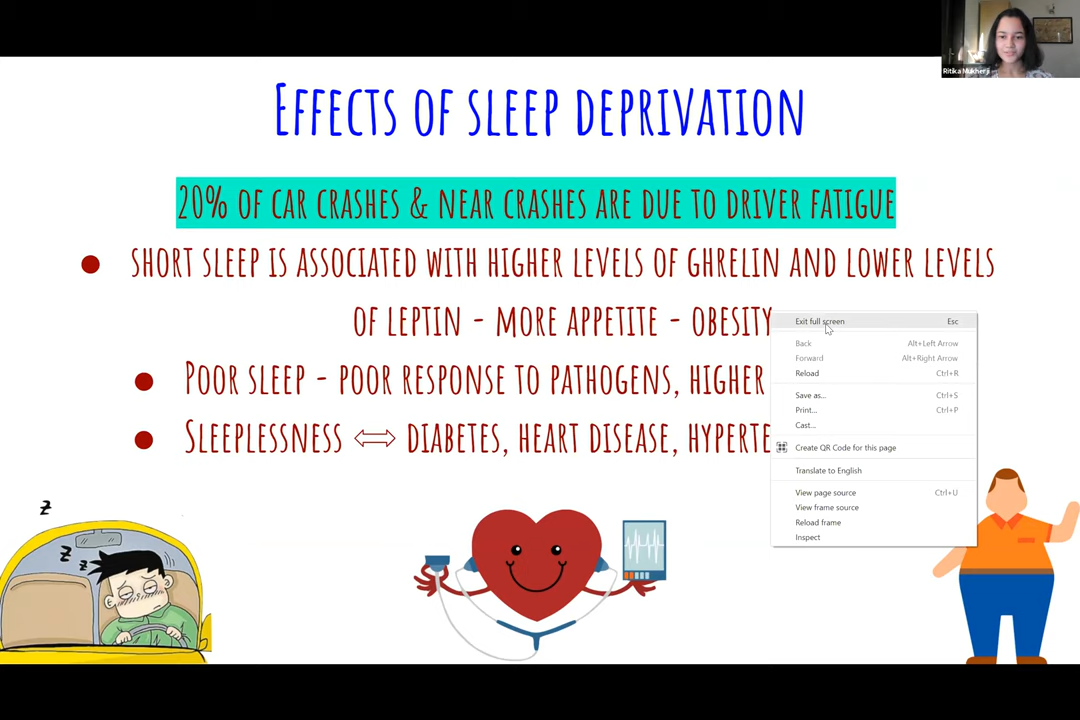 Ritika Mukherji
Effects of sleep deprivation
20% of car crashes & near crashes are due to driver fatigue
• short sleep is associated with higher levels of ghrelin and lower levels
of leptin - more appetite - obesity
• Poor sleep - poor response to pathogens, higher
• Sleeplessness ⇔ diabetes, heart disease,
Exit full screen Esc
Back Alt+Left Arrow
Forward Alt+Right Arrow
Reload Ctrl+R
Save as... Ctrl+S
Print... Ctrl+P
Cast...
Create QR Code for this page
Translate to English
View page source Ctrl+U
View frame source
Reload frame
Inspect
z
z
z
z